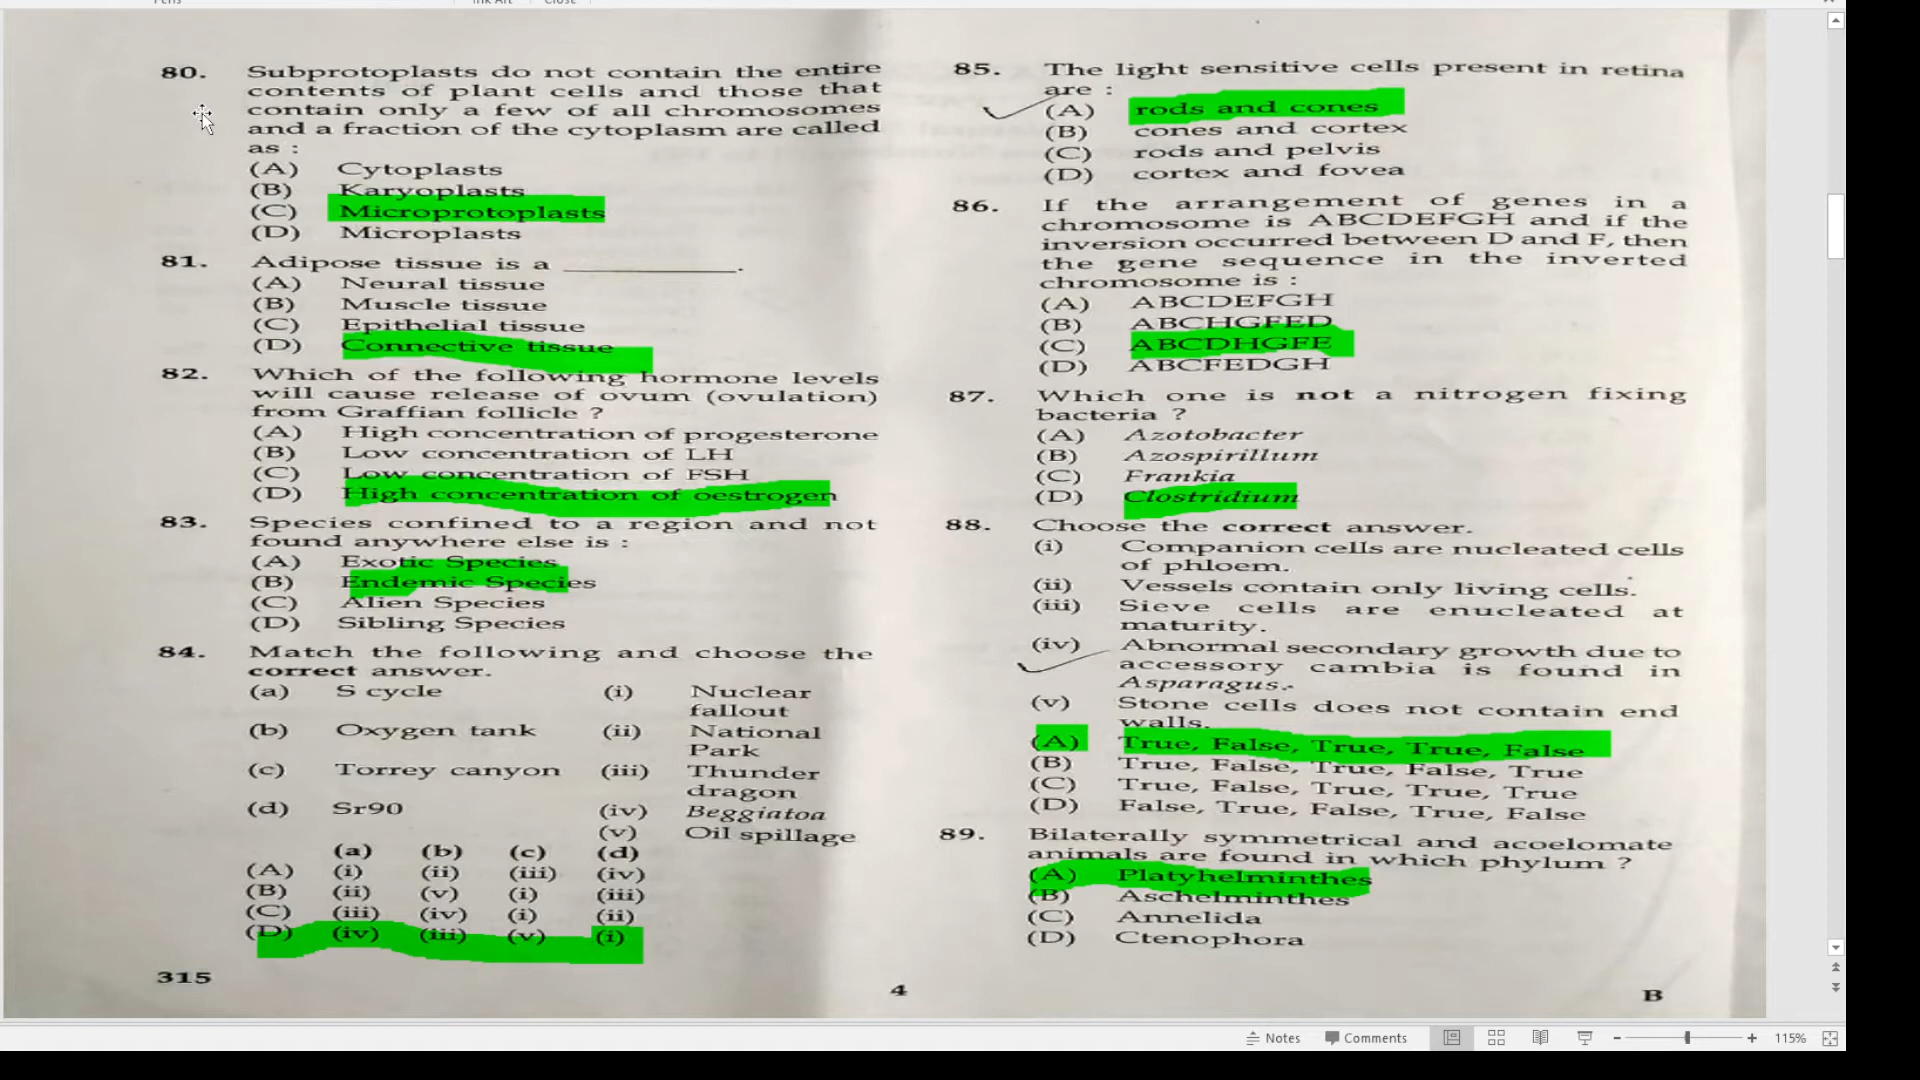 80. Subprotoplasts do not contain the entire
contents of plant cells and those that
contain only a few of all chromosomes
and a fraction of the cytoplasm are called
as :
(A) Cytoplasts
(B) Karyoplasts
(C) Microprotoplasts
(D) Microplasts
81. Adipose tissue is a ____________.
(A) Neural tissue
(B) Muscle tissue
(C) Epithelial tissue
(D) Connective tissue
82. Which of the following hormone levels
will cause release of ovum (ovulation)
from Graffian follicle ?
(A) High concentration of progesterone
(B) Low concentration of LH
(C) Low concentration of FSH
(D) High concentration of oestrogen
83. Species confined to a region and not
found anywhere else is :
(A) Exotic Species
(B) Endemic Species
(C) Alien Species
(D) Sibling Species
84. Match the following and choose the
correct answer.
(a) S cycle (i) Nuclear
fallout
(b) Oxygen tank (ii) National
Park
(c) Torrey canyon (iii) Thunder
dragon
(d) Sr90 (iv) Beggiatoa
(v) Oil spillage
(a) (b) (c) (d)
(A) (i) (ii) (iii) (iv)
(B) (ii) (v) (i) (iii)
(C) (iii) (iv) (i) (ii)
(D) (iv) (iii) (v) (i)
315
85. The light sensitive cells present in retina
are :
(A) rods and cones
(B) cones and cortex
(C) rods and pelvis
(D) cortex and fovea
86. If the arrangement of genes in a
chromosome is ABCDEFGH and if the
inversion occurred between D and F, then
the gene sequence in the inverted
chromosome is :
(A) ABCDEFGH
(B) ABCHGFED
(C) ABCDHGFE
(D) ABCFEDGH
87. Which one is not a nitrogen fixing
bacteria ?
(A) Azotobacter
(B) Azospirillum
(C) Frankia
(D) Clostridium
88. Choose the correct answer.
(i) Companion cells are nucleated cells
of phloem.
(ii) Vessels contain only living cells.
(iii) Sieve cells are enucleated at
maturity.
(iv) Abnormal secondary growth due to
accessory cambia is found in
Asparagus.
(v) Stone cells does not contain end
walls.
(A) True, False, True, True, False
(B) True, False, True, False, True
(C) True, False, True, True, True
(D) False, True, False, True, False
89. Bilaterally symmetrical and acoelomate
animals are found in which phylum ?
(A) Platyhelminthes
(B) Aschelminthes
(C) Annelida
(D) Ctenophora
4
B
Notes Comments 115%